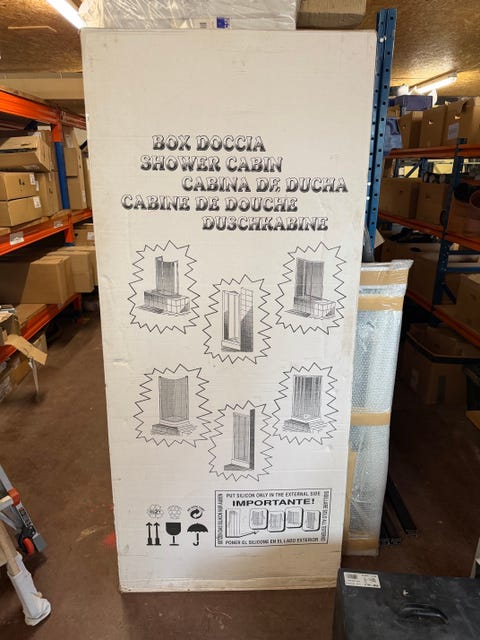 BOX DOCCIA
SHOWER CABIN
CABINA DE DUCHA
CABINE DE DOUCHE
DUSCHKABINE
PUT SILICON ONLY IN THE EXTERNAL SIDE
IMPORTANTE!
PONER EL SILICONE EN EL LADO EXTERIOR